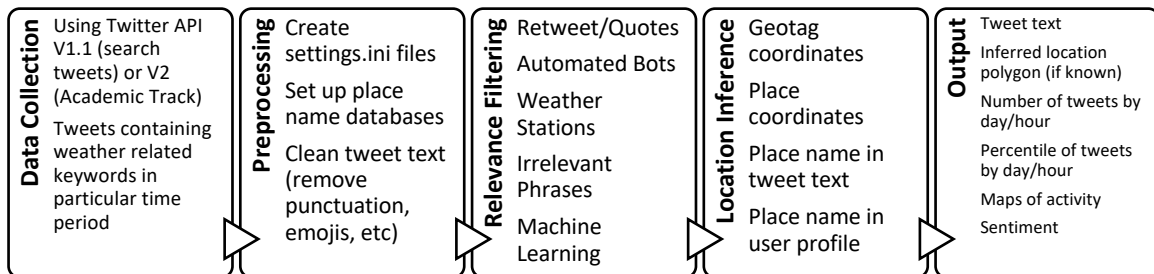 Data Collection
Using Twitter API
V1.1 (search
tweets) or V2
(Academic Track)
Tweets containing
weather related
keywords in
particular time
period
Preprocessing
Create
settings.ini files
Set up place
name databases
Clean tweet text
(remove
punctuation,
emojis, etc)
Relevance Filtering
Retweet/Quotes
Automated Bots
Weather
Stations
Irrelevant
Phrases
Machine
Learning
Location Inference
Geotag
coordinates
Place
coordinates
Place name in
tweet text
Place name in
user profile
Output
Tweet text
Inferred location
polygon (if known)
Number of tweets by
day/hour
Percentile of tweets
by day/hour
Maps of activity
Sentiment